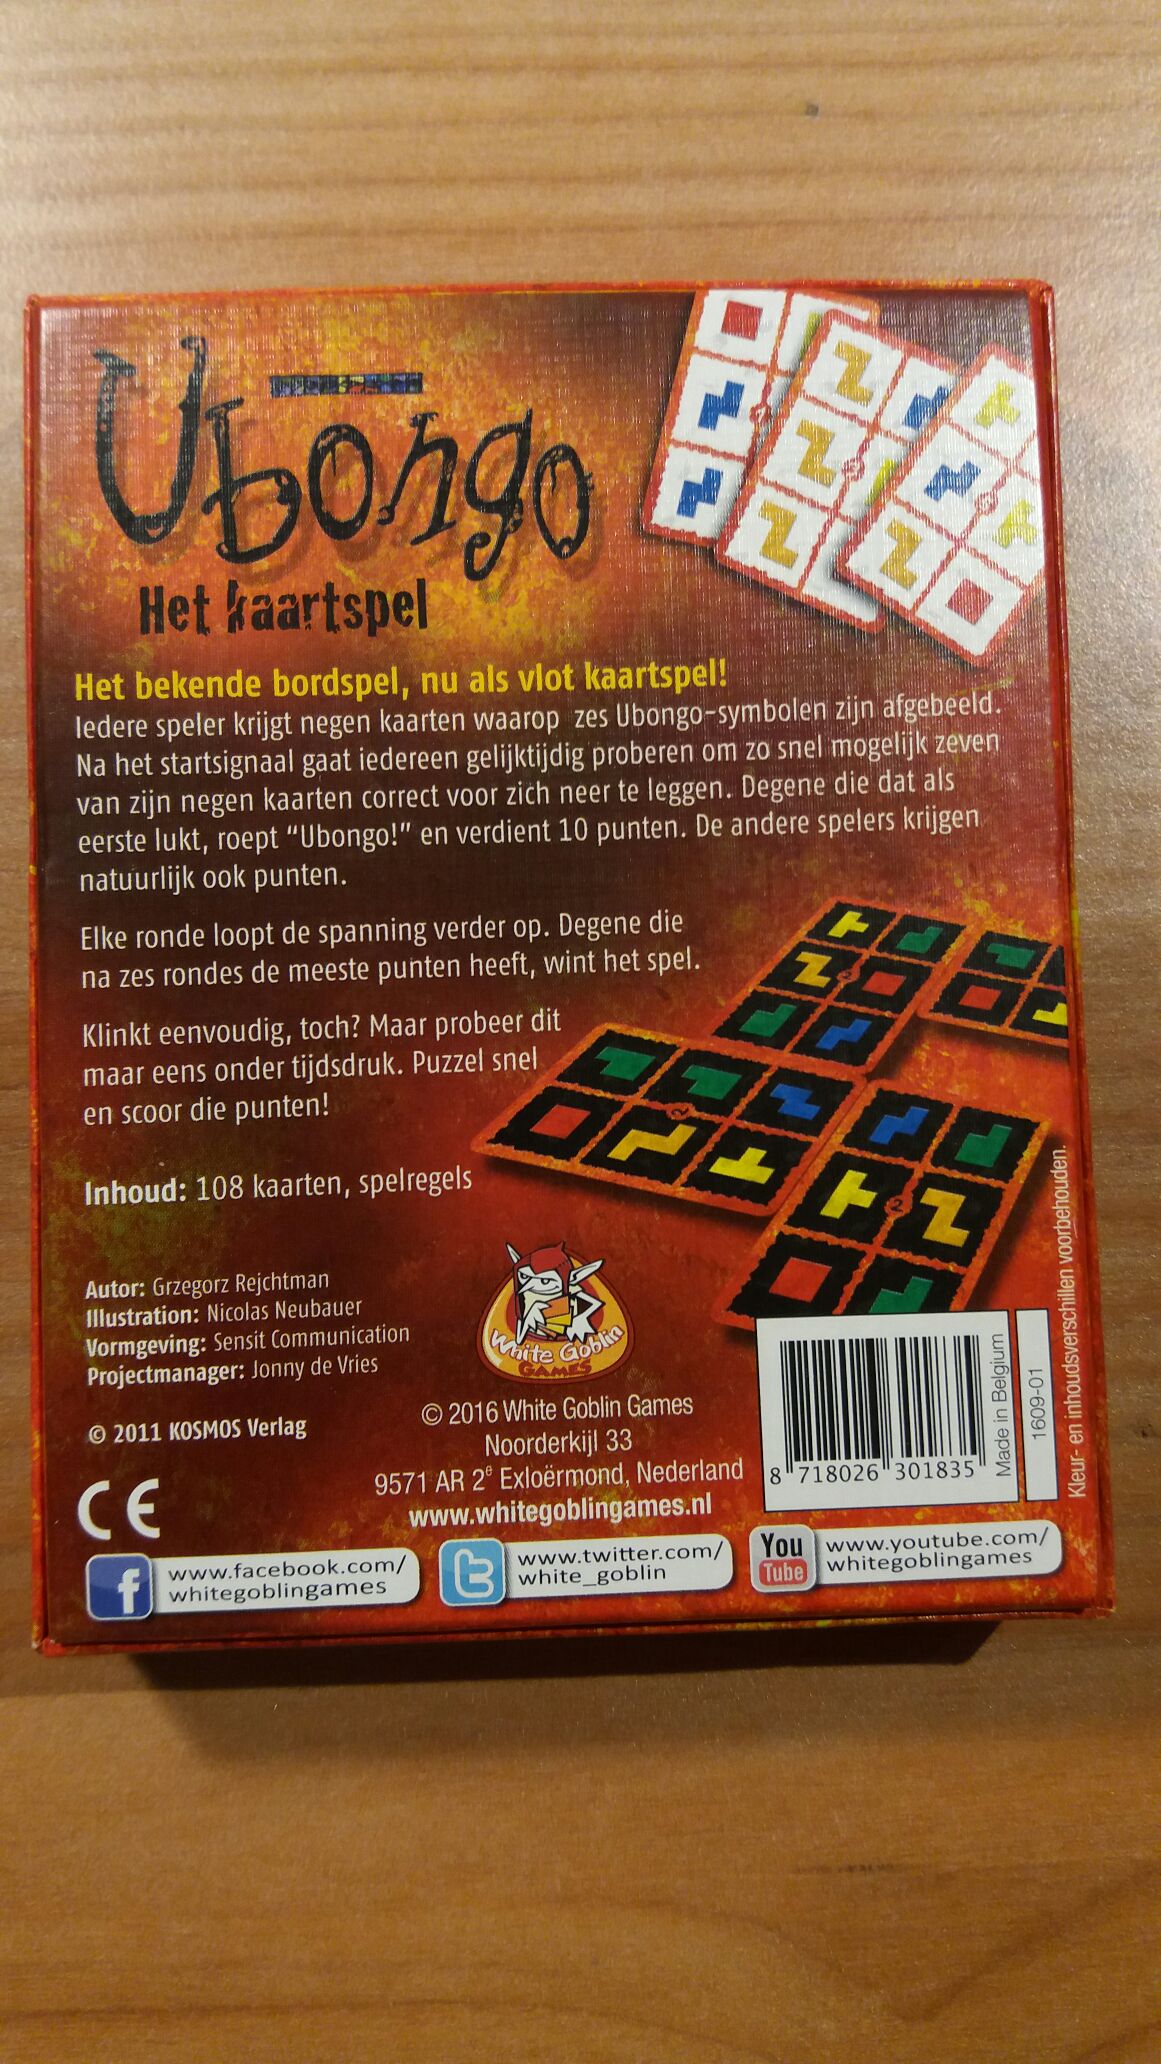 Ubongo
Het kaartspel
Het bekende bordspel, nu als vlot kaartspel!
Iedere speler krijgt negen kaarten waarop zes Ubongo-symbolen zijn afgebeeld.
Na het startsignaal gaat iedereen gelijktijdig proberen om zo snel mogelijk zeven
van zijn negen kaarten correct voor zich neer te leggen. Degene die dat als
eerste lukt, roept "Ubongo!" en verdient 10 punten. De andere spelers krijgen
natuurlijk ook punten.
Elke ronde loopt de spanning verder op. Degene die
na zes rondes de meeste punten heeft, wint het spel.
Klinkt eenvoudig, toch? Maar probeer dit
maar eens onder tijdsdruk. Puzzel snel
en scoor die punten!
Inhoud: 108 kaarten, spelregels
Autor: Grzegorz Rejchtman
Illustration: Nicolas Neubauer
Vormgeving: Sensit Communication
Projectmanager: Jonny de Vries
© 2011 KOSMOS Verlag
CE
White Goblin
GAMES
© 2016 White Goblin Games
Noorderkijl 33
9571 AR 2e Exloërmond, Nederland
www.whitegoblingames.nl
8 718026 301835
Made in Belgium
1609-01
Kleur- en inhoudsverschillen voorbehouden.
f
www.facebook.com/
whitegoblingames
t
www.twitter.com/
white_goblin
You
Tube
www.youtube.com/
whitegoblingames